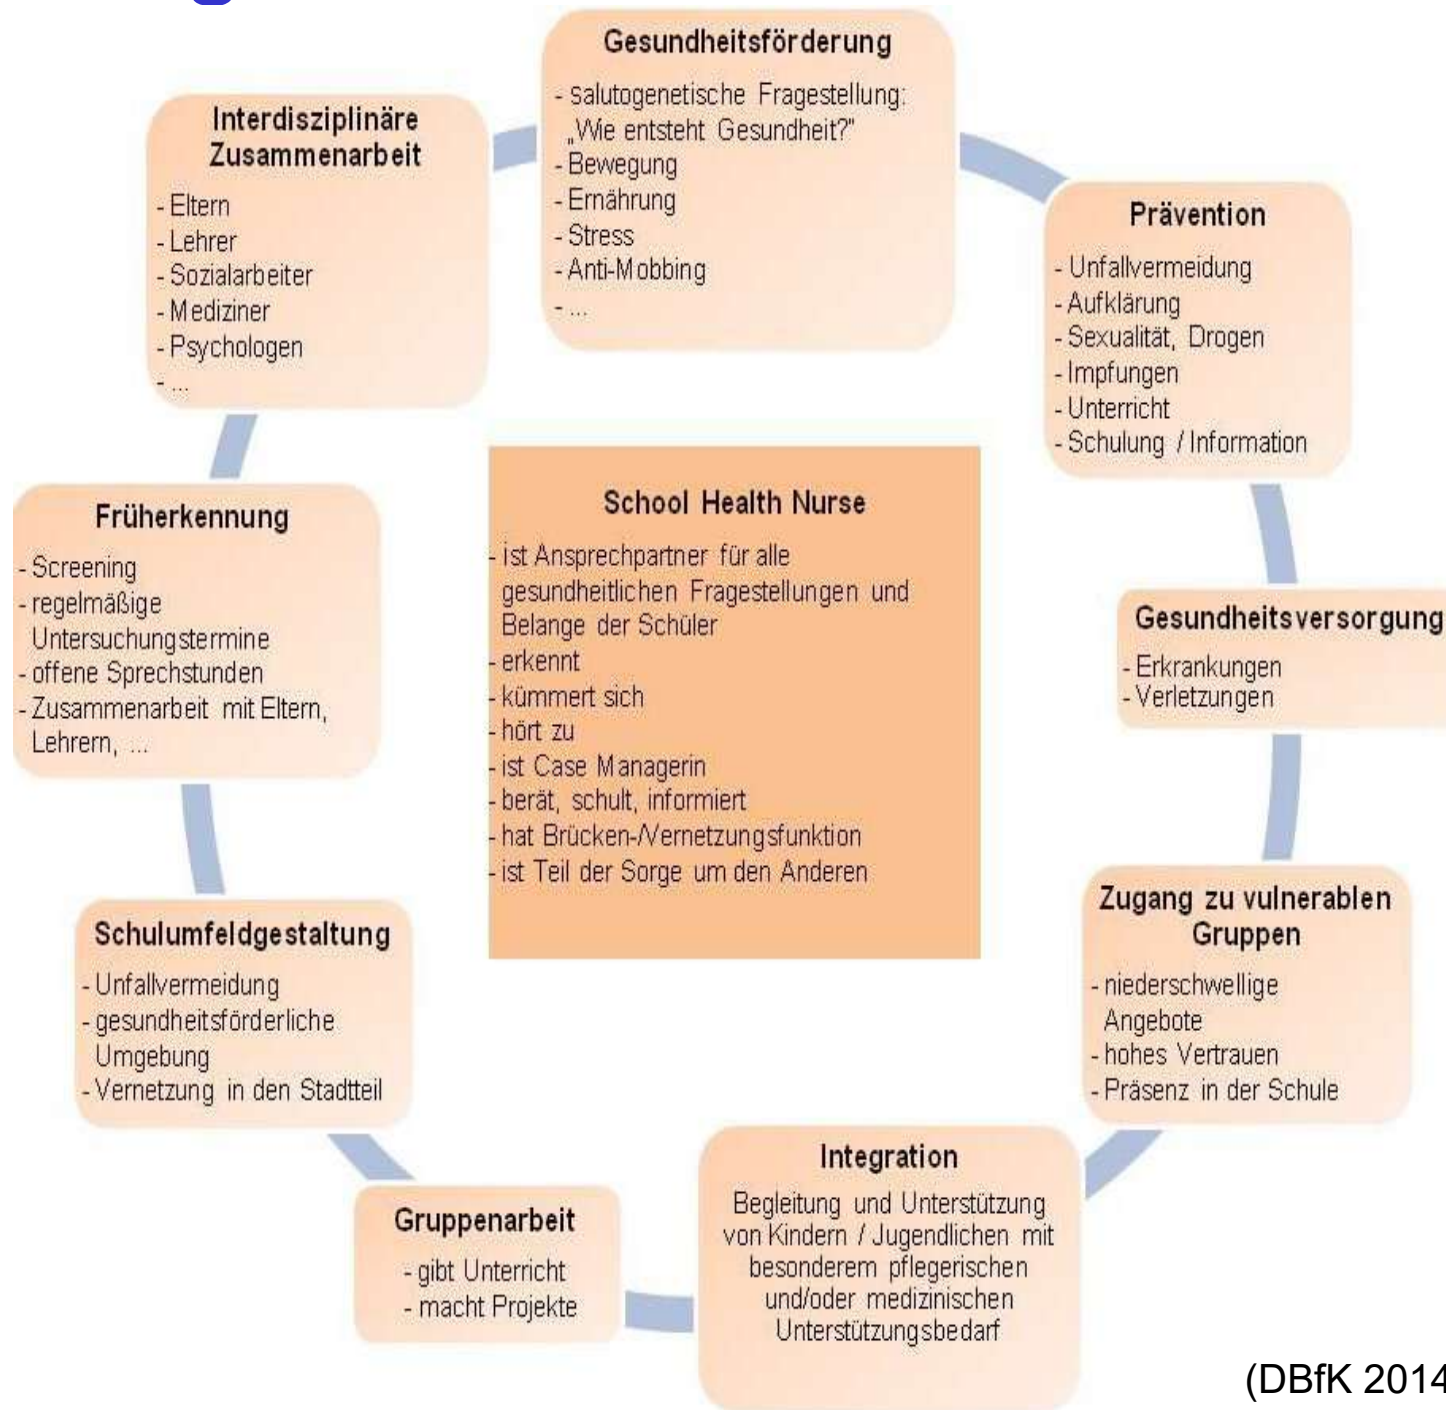 Gesundheitsförderung
- salutogenetische Fragestellung:
„Wie entsteht Gesundheit?"
- Bewegung
- Ernährung
- Stress
- Anti-Mobbing
- ...
Interdisziplinäre
Zusammenarbeit
- Eltern
- Lehrer
- Sozialarbeiter
- Mediziner
- Psychologen
- ...
Prävention
- Unfallvermeidung
- Aufklärung
- Sexualität, Drogen
- Impfungen
- Unterricht
- Schulung / Information
Früherkennung
- Screening
- regelmäßige
Untersuchungstermine
- offene Sprechstunden
- Zusammenarbeit mit Eltern,
Lehrern, ...
School Health Nurse
- ist Ansprechpartner für alle
gesundheitlichen Fragestellungen und
Belange der Schüler
- erkennt
- kümmert sich
- hört zu
- ist Case Managerin
- berät, schult, informiert
- hat Brücken-/Vernetzungsfunktion
- ist Teil der Sorge um den Anderen
Gesundheitsversorgung
- Erkrankungen
- Verletzungen
Schulumfeldgestaltung
- Unfallvermeidung
- gesundheitsförderliche
Umgebung
- Vernetzung in den Stadtteil
Zugang zu vulnerablen
Gruppen
- niederschwellige
Angebote
- hohes Vertrauen
- Präsenz in der Schule
Gruppenarbeit
- gibt Unterricht
- macht Projekte
Integration
Begleitung und Unterstützung
von Kindern / Jugendlichen mit
besonderem pflegerischen
und/oder medizinischen
Unterstützungsbedarf
(DBfK 2014